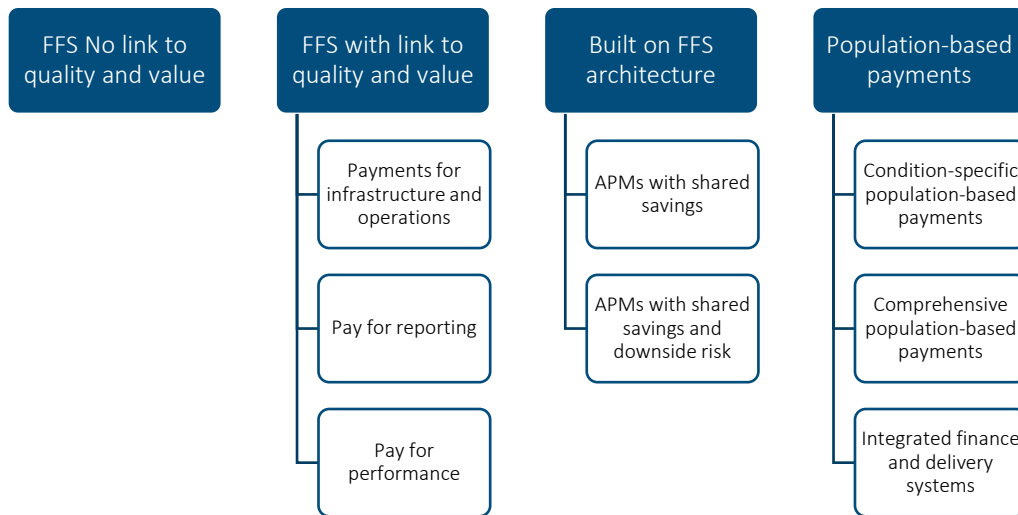 FFS No link to
quality and value
FFS with link to
quality and value
Payments for
infrastructure and
operations
Pay for reporting
Pay for
performance
Built on FFS
architecture
APMs with shared
savings
APMs with shared
savings and
downside risk
Population-based
payments
Condition-specific
population-based
payments
Comprehensive
population-based
payments
Integrated finance
and delivery
systems